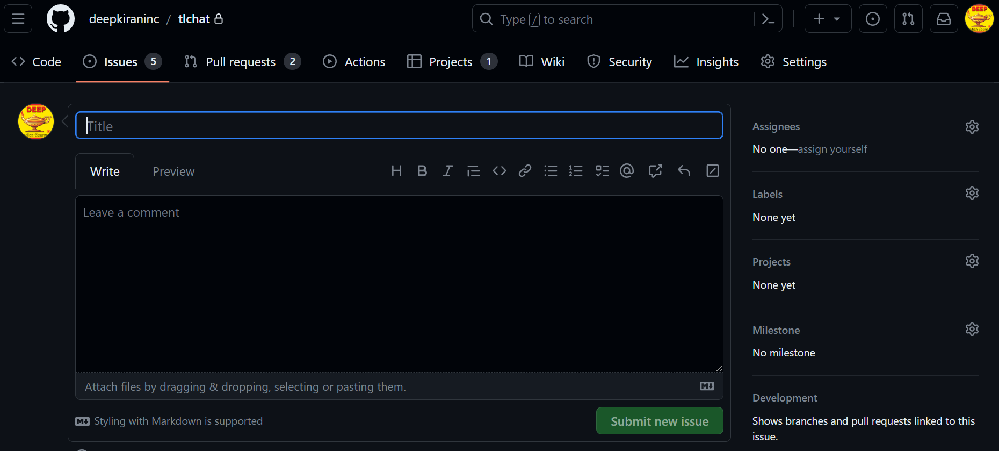 deepkiraninc / tlchat
Type / to search
Code
Issues 5
Pull requests 2
Actions
Projects 1
Wiki
Security
Insights
Settings
DEEP
DEEP
Title
Write
Preview
Leave a comment
Attach files by dragging & dropping, selecting or pasting them.
Styling with Markdown is supported
Submit new issue
Assignees
No one—assign yourself
Labels
None yet
Projects
None yet
Milestone
No milestone
Development
Shows branches and pull requests linked to this
issue.